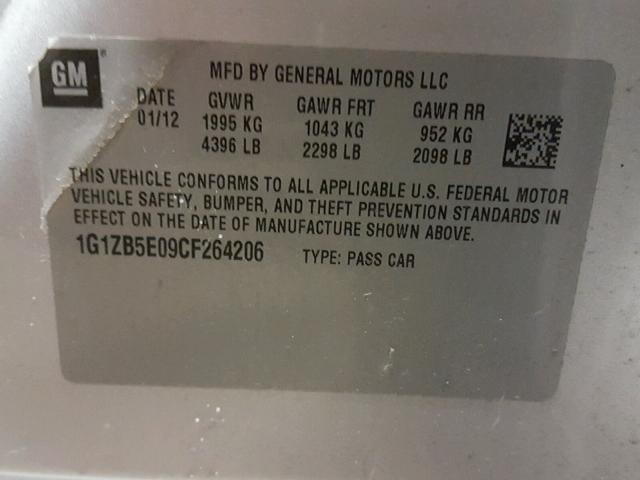 GM
MFD BY GENERAL MOTORS LLC
DATE GVWR GAWR FRT GAWR RR
01/12 1995 KG 1043 KG 952 KG
4396 LB 2298 LB 2098 LB
THIS VEHICLE CONFORMS TO ALL APPLICABLE U.S. FEDERAL MOTOR
VEHICLE SAFETY, BUMPER, AND THEFT PREVENTION STANDARDS IN
EFFECT ON THE DATE OF MANUFACTURE SHOWN ABOVE.
1G1ZB5E09CF264206 TYPE: PASS CAR